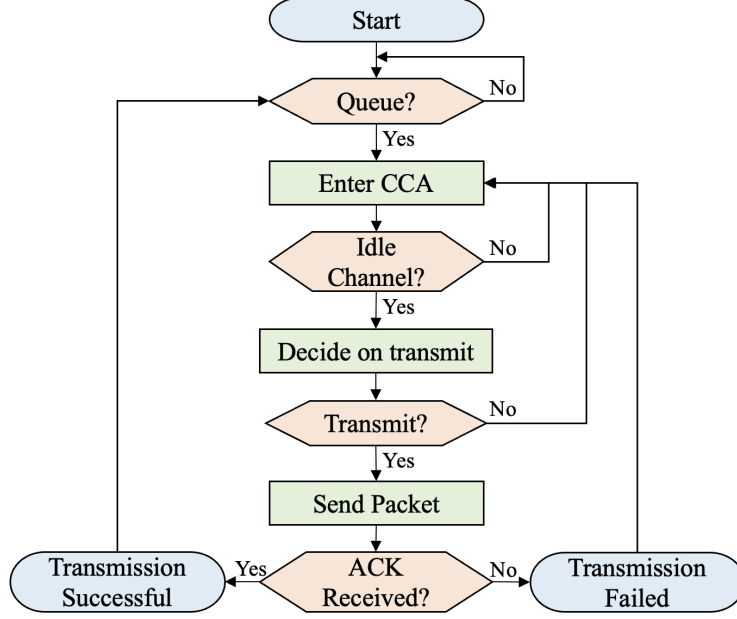 Start
Queue?
No
Yes
Enter CCA
Idle
Channel?
No
Yes
Decide on transmit
Transmit?
No
Yes
Send Packet
Transmission
Successful
Yes
ACK
Received?
No
Transmission
Failed